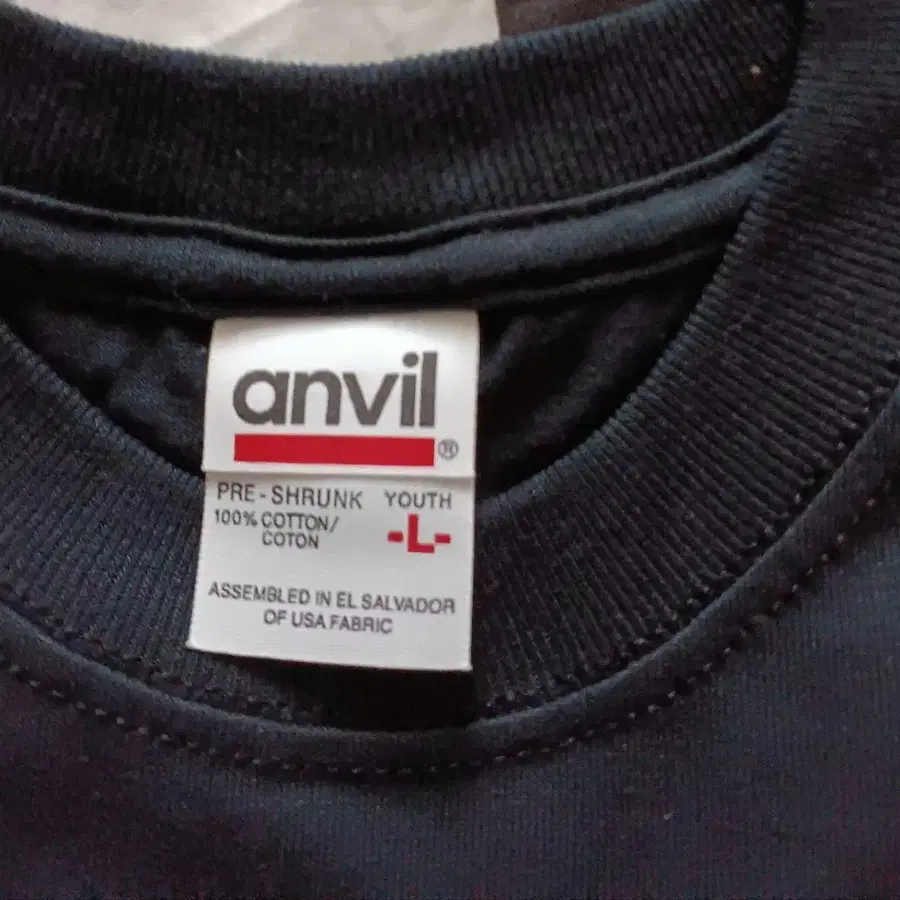 anvil®
PRE-SHRUNK YOUTH
100% COTTON/ -L-
COTON
ASSEMBLED IN EL SALVADOR
OF USA FABRIC